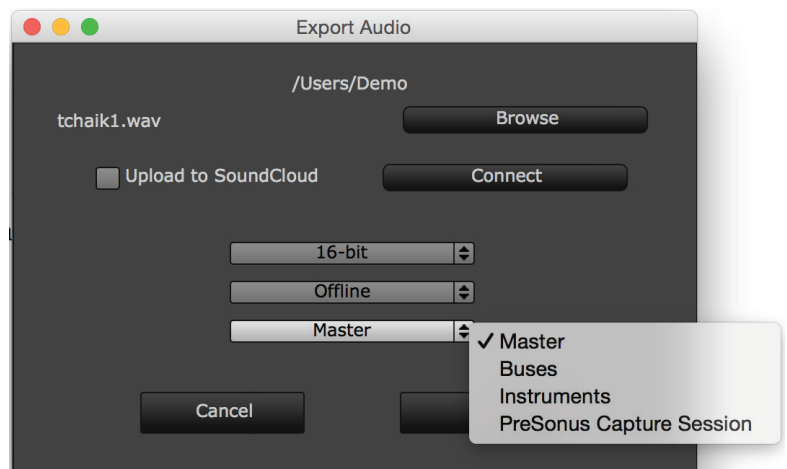 Export Audio
/Users/Demo
tchaik1.wav
Browse
Upload to SoundCloud
Connect
16-bit
Offline
Master
✓ Master
Buses
Instruments
PreSonus Capture Session
Cancel